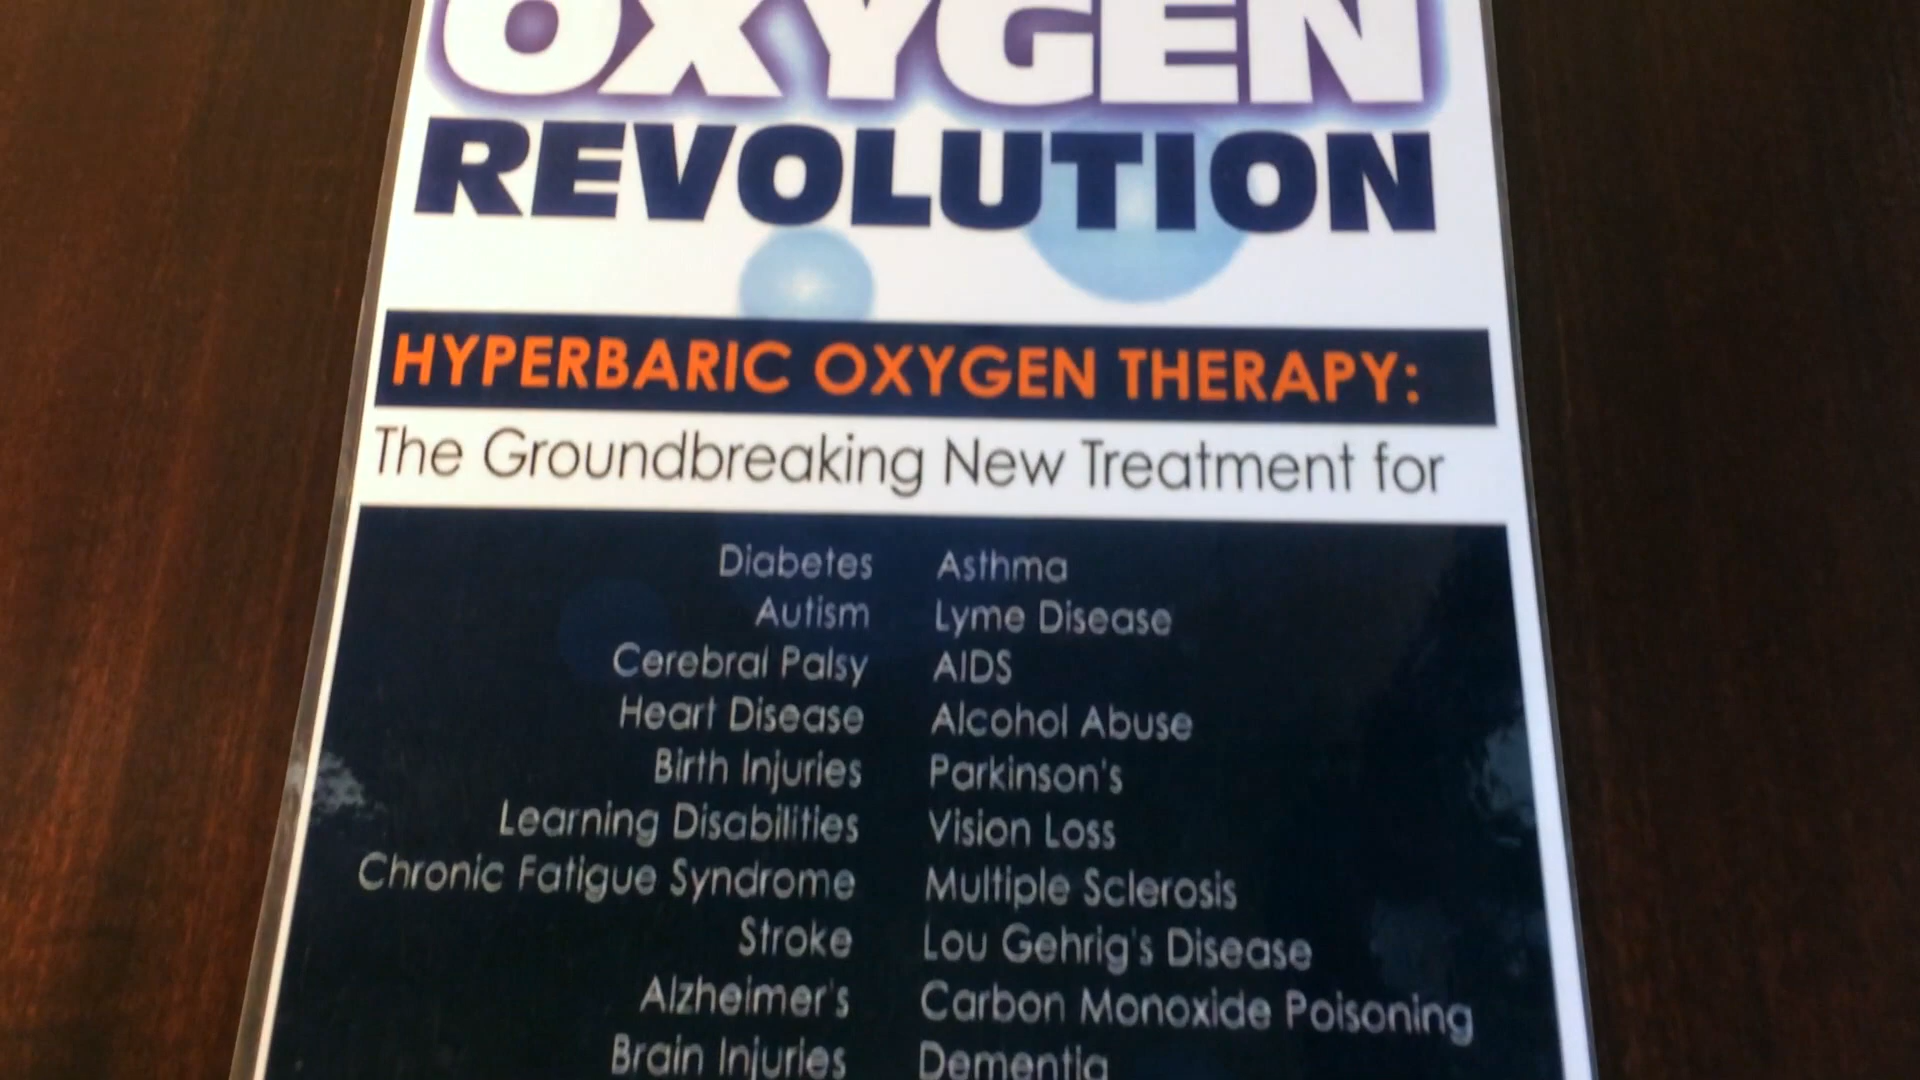 OXYGEN
REVOLUTION
HYPERBARIC OXYGEN THERAPY:
The Groundbreaking New Treatment for
Diabetes
Autism
Cerebral Palsy
Heart Disease
Birth Injuries
Learning Disabilities
Chronic Fatigue Syndrome
Stroke
Alzheimer's
Brain Injuries
Asthma
Lyme Disease
AIDS
Alcohol Abuse
Parkinson's
Vision Loss
Multiple Sclerosis
Lou Gehrig's Disease
Carbon Monoxide Poisoning
Dementia